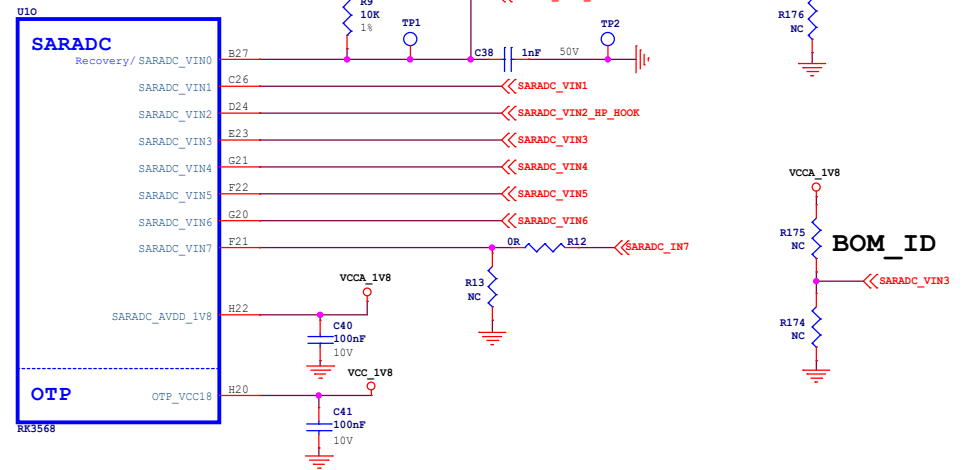 U10
R9
10K
1%
TP1
TP2
R176
NC
SARADC
Recovery/
SARADC_VIN0
B27
C38
1nF
50V
SARADC_VIN1
C26
SARADC_VIN1
SARADC_VIN2
D24
SARADC_VIN2_HP_HOOK
SARADC_VIN3
E23
SARADC_VIN3
SARADC_VIN4
G21
SARADC_VIN4
SARADC_VIN5
F22
SARADC_VIN5
SARADC_VIN6
G20
SARADC_VIN6
SARADC_VIN7
F21
0R
R12
SARADC_IN7
R13
NC
VCCA_1V8
SARADC_AVDD_1V8
H22
C40
100nF
10V
VCC_1V8
OTP
OTP_VCC18
H20
C41
100nF
10V
RK3568
VCCA_1V8
R175
NC
BOM_ID
SARADC_VIN3
R174
NC